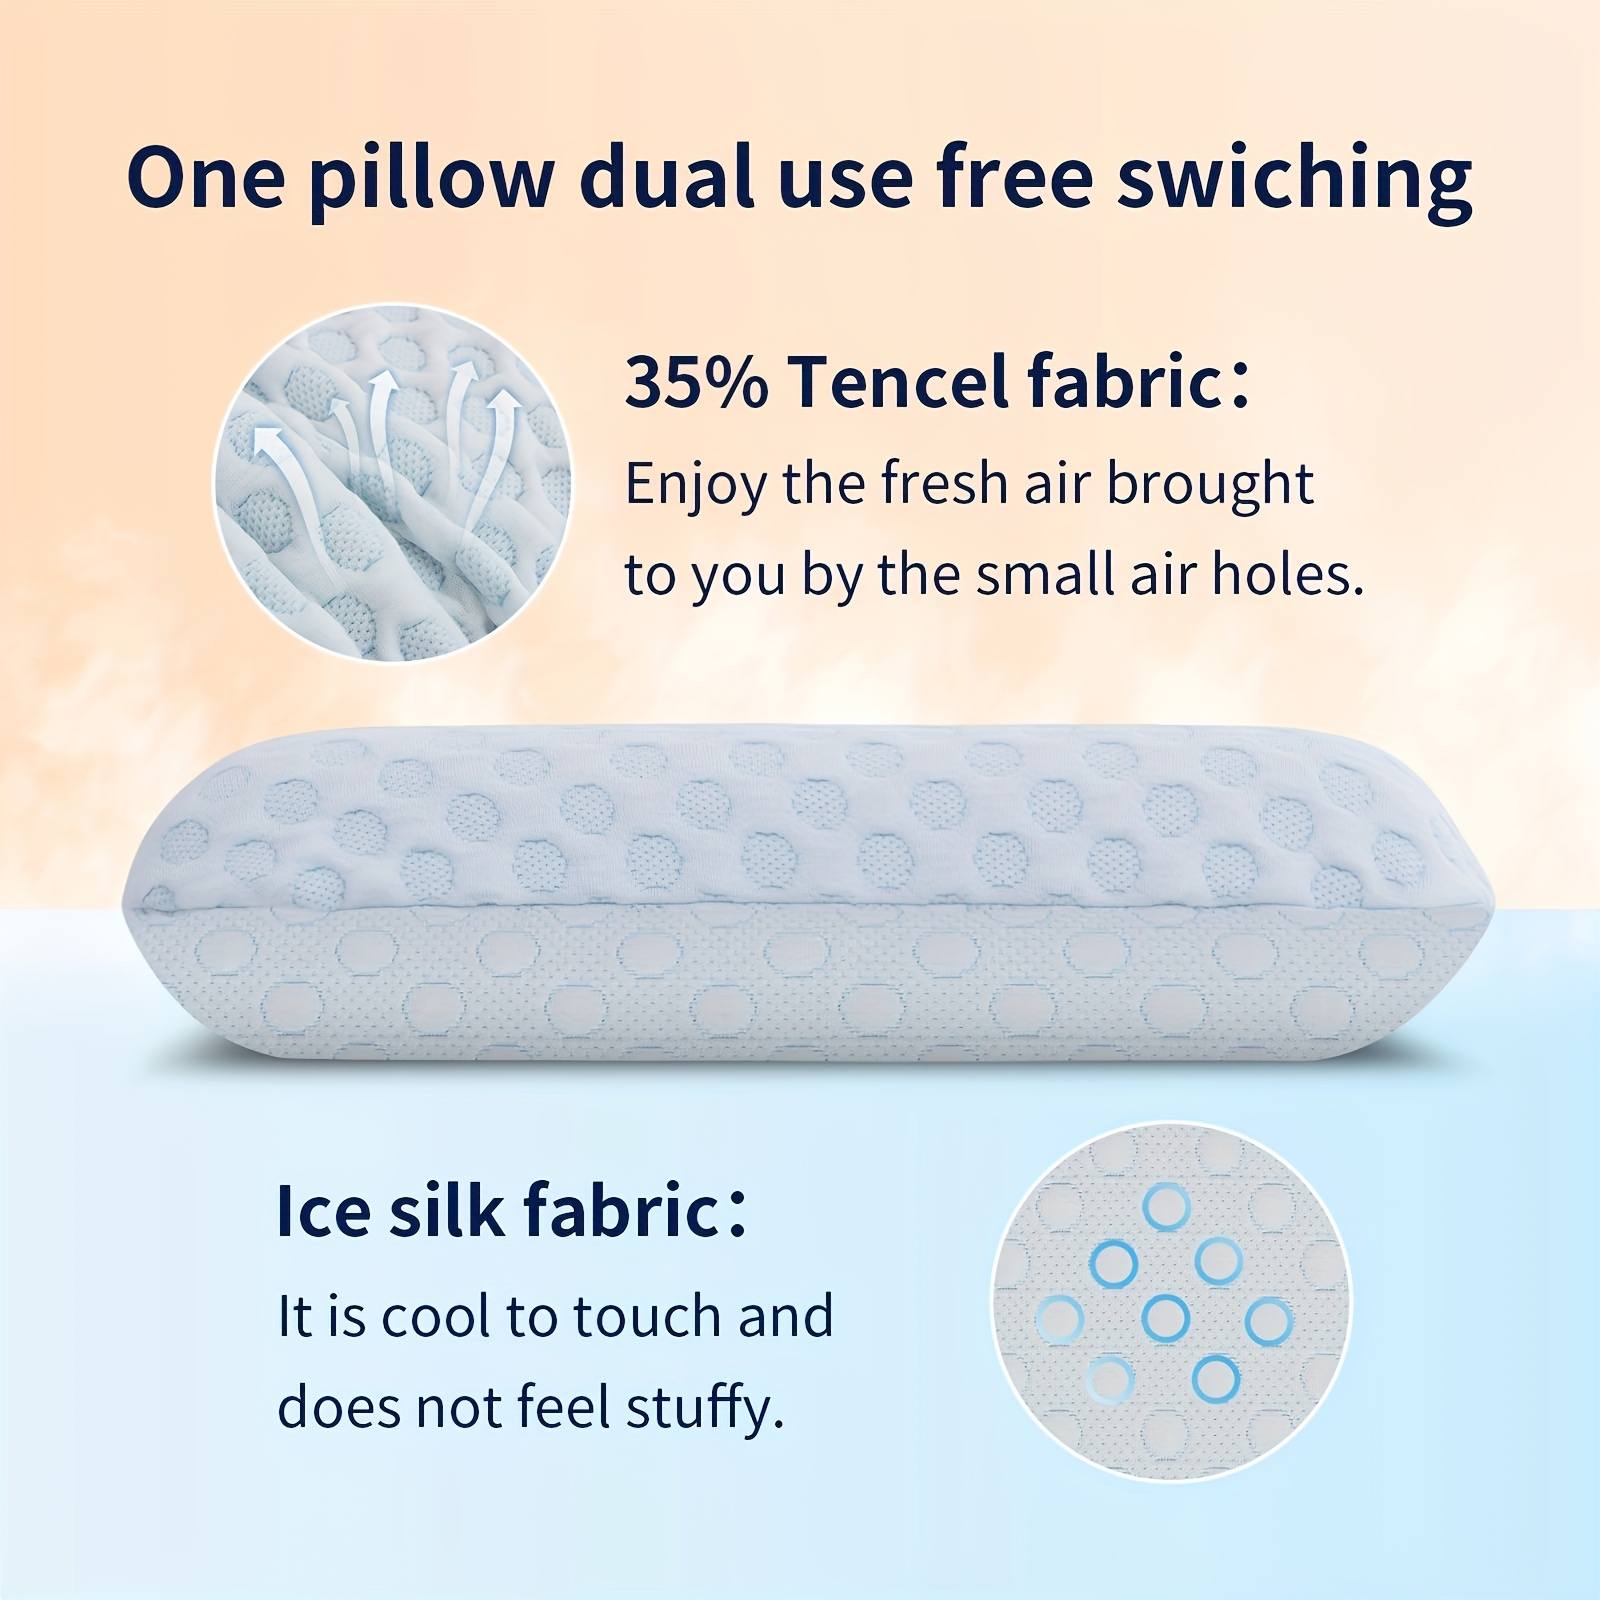 One pillow dual use free swiching
35% Tencel fabric：
Enjoy the fresh air brought
to you by the small air holes.
Ice silk fabric：
It is cool to touch and
does not feel stuffy.